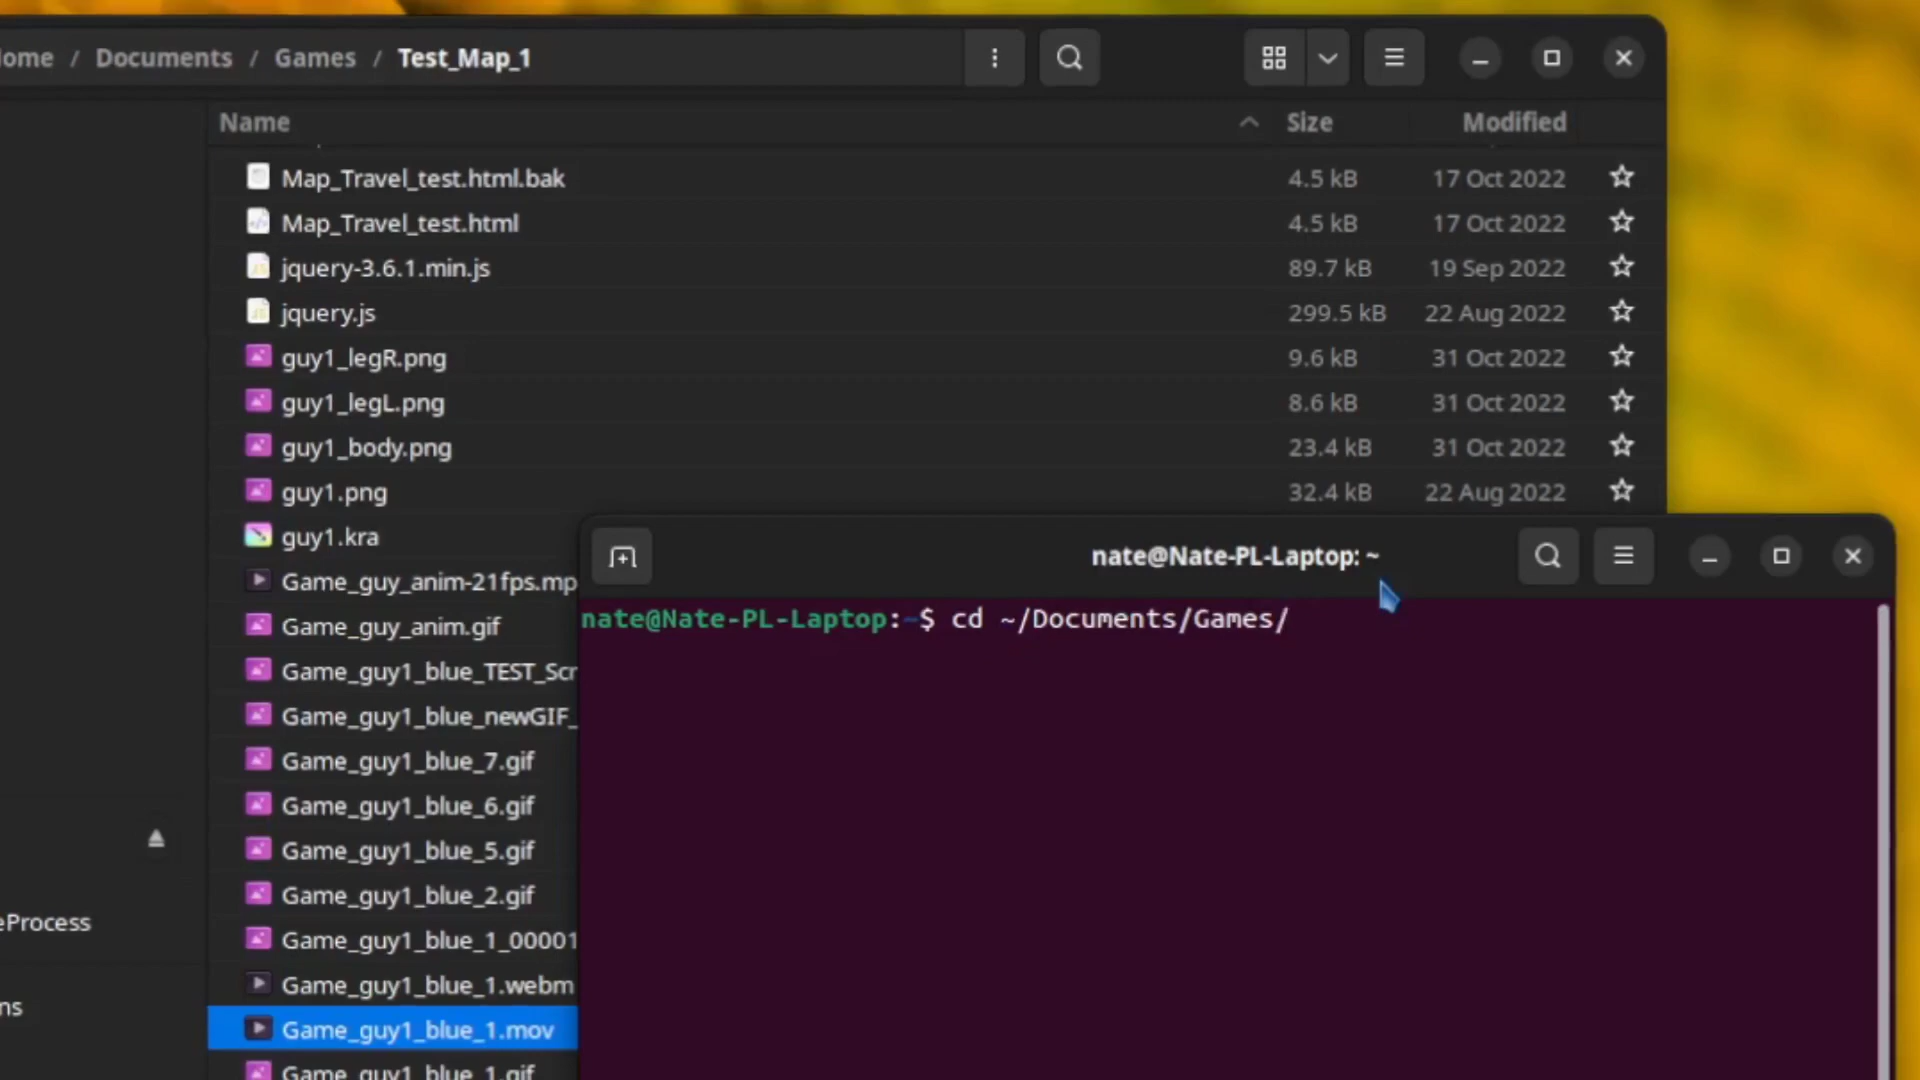 ome / Documents / Games / Test_Map_1
Name Size Modified
Map_Travel_test.html.bak 4.5 kB 17 Oct 2022
Map_Travel_test.html 4.5 kB 17 Oct 2022
jquery-3.6.1.min.js 89.7 kB 19 Sep 2022
jquery.js 299.5 kB 22 Aug 2022
guy1_legR.png 9.6 kB 31 Oct 2022
guy1_legL.png 8.6 kB 31 Oct 2022
guy1_body.png 23.4 kB 31 Oct 2022
guy1.png 32.4 kB 22 Aug 2022
guy1.kra
Game_guy_anim-21fps.mp
Game_guy_anim.gif
Game_guy1_blue_TEST_Scr
Game_guy1_blue_newGIF_
Game_guy1_blue_7.gif
Game_guy1_blue_6.gif
Game_guy1_blue_5.gif
Game_guy1_blue_2.gif
Game_guy1_blue_1_00001
Game_guy1_blue_1.webm
Game_guy1_blue_1.mov
Game_guy1_blue_1.gif
eProcess
ns
nate@Nate-PL-Laptop: ~
nate@Nate-PL-Laptop:~$ cd ~/Documents/Games/